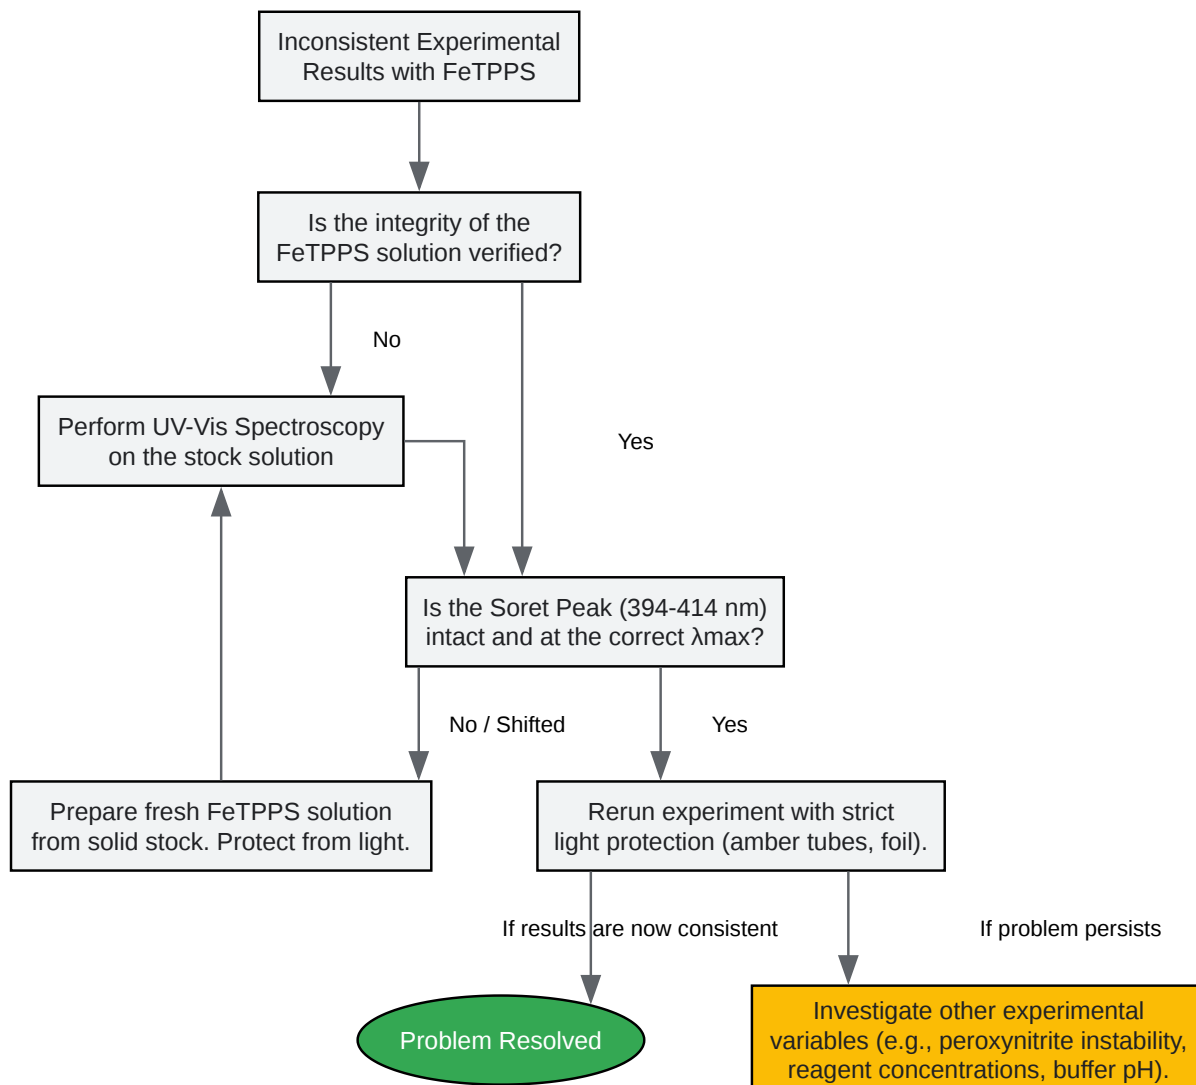 Inconsistent Experimental
Results with FeTPPS
Is the integrity of the
FeTPPS solution verified?
No
Perform UV-Vis Spectroscopy
on the stock solution
Yes
Is the Soret Peak (394-414 nm)
intact and at the correct λmax?
No / Shifted
Yes
Prepare fresh FeTPPS solution
from solid stock. Protect from light.
Rerun experiment with strict
light protection (amber tubes, foil).
If results are now consistent
If problem persists
Problem Resolved
Investigate other experimental
variables (e.g., peroxynitrite instability,
reagent concentrations, buffer pH).